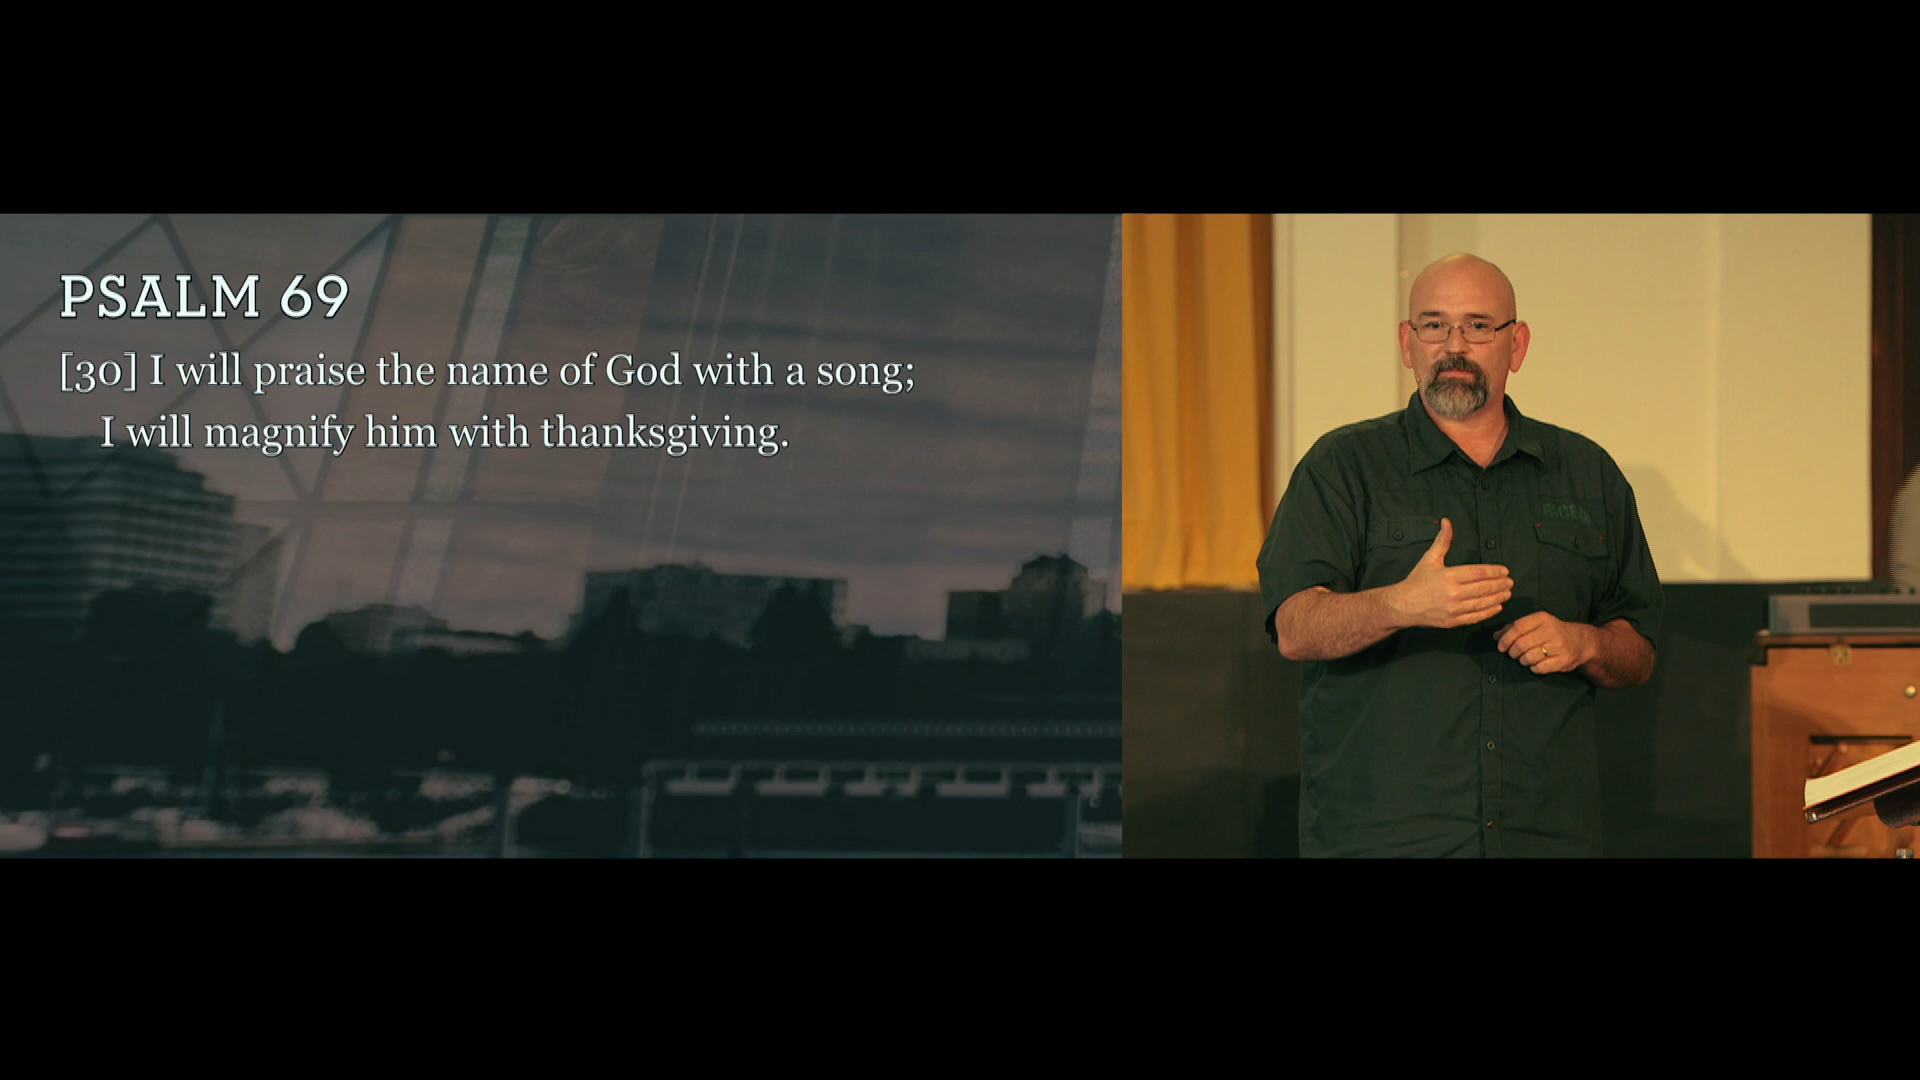 PSALM 69
[30] I will praise the name of God with a song;
I will magnify him with thanksgiving.